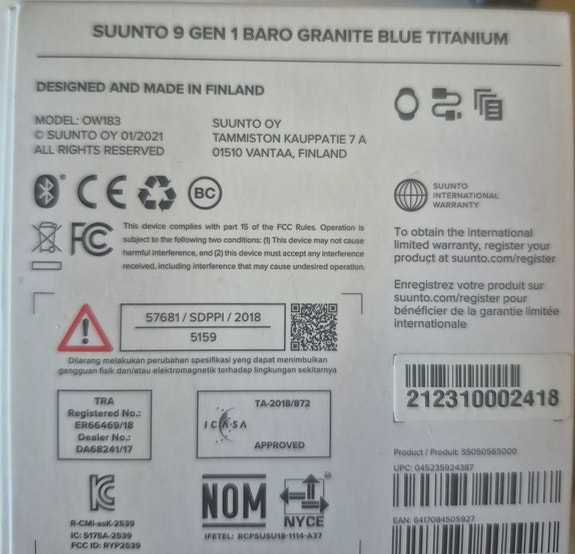 SUUNTO 9 GEN 1 BARO GRANITE BLUE TITANIUM
DESIGNED AND MADE IN FINLAND
MODEL: OW183
© SUUNTO OY 01/2021
ALL RIGHTS RESERVED
SUUNTO OY
TAMMISTON KAUPPATIE 7 A
01510 VANTAA, FINLAND
CE
BC
FC
This device complies with part 15 of the FCC Rules. Operation is
subject to the following two conditions: (1) This device may not cause
harmful interference, and (2) this device must accept any interference
received, including interference that may cause undesired operation.
SUUNTO
INTERNATIONAL
WARRANTY
To obtain the international
limited warranty, register your
product at suunto.com/register
Enregistrez votre produit sur
suunto.com/register pour
bénéficier de la garantie limitée
internationale
57681 / SDPPI / 2018
5159
Dilarang melakukan perubahan spesifikasi yang dapat menimbulkan
gangguan fisik dan/atau elektromagnetik terhadap lingkungan sekitarnya
212310002418
TRA
Registered No.:
ER66469/18
Dealer No.:
DA68241/17
TA-2018/872
ICASA
APPROVED
Product / Produit: SS050565000
UPC: 045235924387
EAN: 6417084505927
R-CMI-asK-2539
IC: 5175A-2539
FCC ID: RYP2539
NOM
NYCE
IFETEL: RCPSUSU18-1114-A37